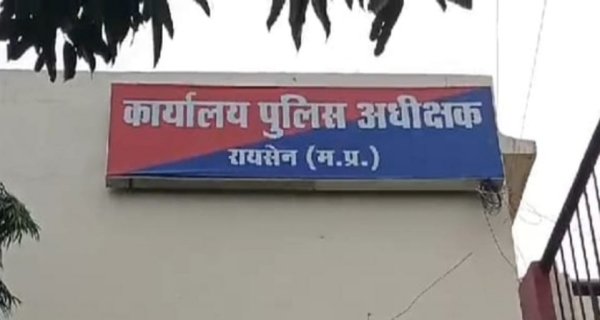 कार्यालय पुलिस अधीक्षक
रायसेन (म.प्र.)